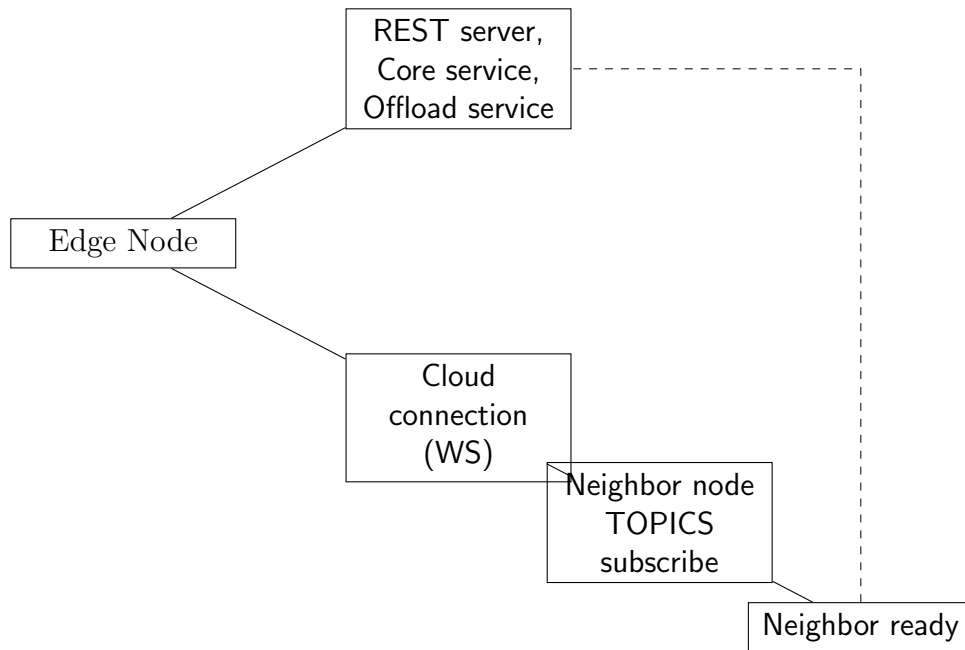 REST server,
Core service,
Offload service
Edge Node
Cloud
connection
(WS)
Neighbor node
TOPICS
subscribe
Neighbor ready